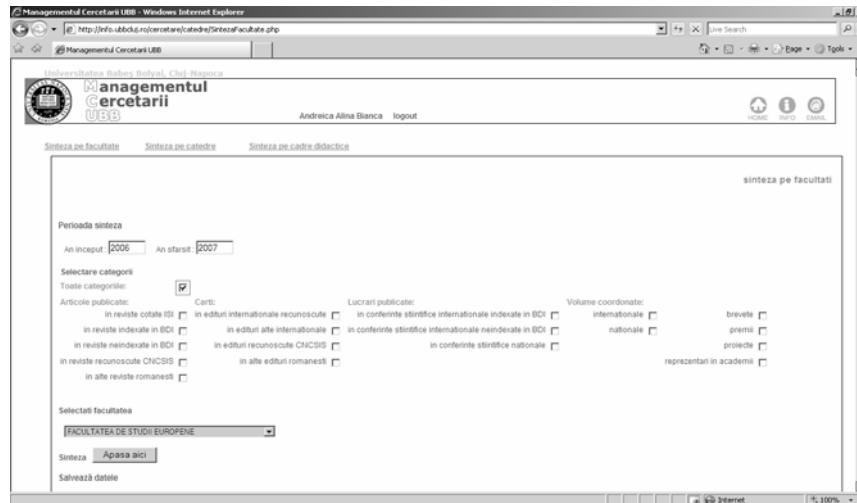 Managementul Cercetarii UBB - Windows Internet Explorer
http://info.ubbcluj.ro/cercetare/catedre/SintezaFacultate.php
Live Search
Managementul Cercetarii UBB
Page
Tools
Universitatea Babeș Bolyai, Cluj-Napoca
Managementul
Cercetarii
UBB
Andreica Alina Bianca logout
HOME INFO EMAIL
Sinteza pe facultate Sinteza pe catedre Sinteza pe cadre didactice
sinteza pe facultati
Perioada sinteza
An inceput: 2006 An sfarsit: 2007
Selectare categorii
Toate categoriile:
Articole publicate: Carti: Lucrari publicate: Volume coordonate:
in reviste cotate ISI in edituri internationale recunoscute in conferinte stiintifice internationale indexate in BDI internationale brevete
in reviste indexate in BDI in edituri alte internationale in conferinte stiintifice internationale neindexate in BDI nationale premii
in reviste neindexate in BDI in edituri recunoscute CNCSIS in conferinte stiintifice nationale proiecte
in reviste recunoscute CNCSIS in alte edituri romanesti reprezentari in academii
in alte reviste romanesti
Selectati facultatea
FACULTATEA DE STUDII EUROPENE
Sinteza Apasa aici
Salvează datele
Internet 100%